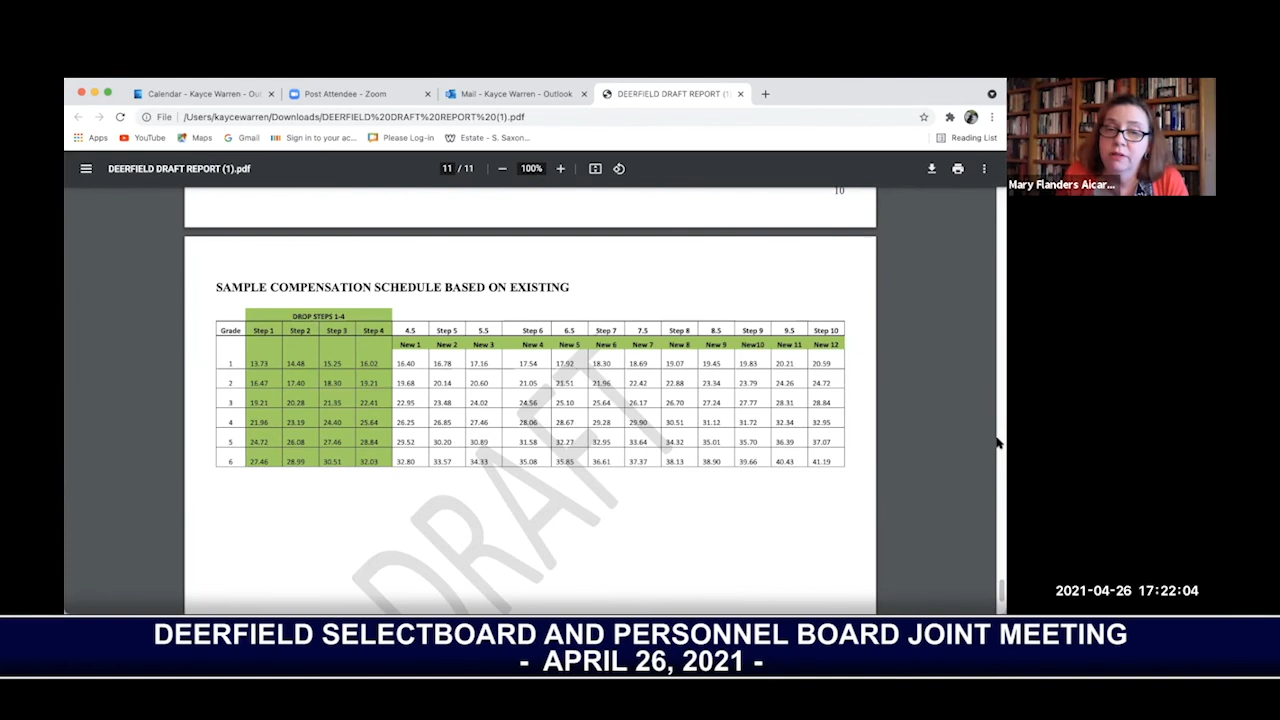 Calendar - Kayce Warren - Out
Post Attendee - Zoom
Mail - Kayce Warren - Outlook
DEERFIELD DRAFT REPORT (1)
File /Users/kaycewarren/Downloads/DEERFIELD%20DRAFT%20REPORT%20(1).pdf
Apps YouTube Maps Gmail Sign in to your ac... Please Log-in Estate - S. Saxon... Reading List
DEERFIELD DRAFT REPORT (1).pdf 11 / 11 100%
Mary Flanders Aicar...
10
SAMPLE COMPENSATION SCHEDULE BASED ON EXISTING
DROP STEPS 1-4
Grade Step 1 Step 2 Step 3 Step 4 4.5 Step 5 5.5 Step 6 6.5 Step 7 7.5 Step 8 8.5 Step 9 9.5 Step 10
New 1 New 2 New 3 New 4 New 5 New 6 New 7 New 8 New 9 New10 New 11 New 12
1 13.73 14.48 15.25 16.02 16.40 16.78 17.16 17.54 17.92 18.30 18.69 19.07 19.45 19.83 20.21 20.59
2 16.47 17.40 18.30 19.21 19.68 20.14 20.60 21.05 21.51 21.96 22.42 22.88 23.34 23.79 24.26 24.72
3 19.21 20.28 21.35 22.41 22.95 23.48 24.02 24.56 25.10 25.64 26.17 26.70 27.24 27.77 28.31 28.84
4 21.96 23.19 24.40 25.64 26.25 26.85 27.46 28.06 28.67 29.28 29.90 30.51 31.12 31.72 32.34 32.95
5 24.72 26.08 27.46 28.84 29.52 30.20 30.89 31.58 32.27 32.95 33.64 34.32 35.01 35.70 36.39 37.07
6 27.46 28.99 30.51 32.03 32.80 33.57 34.33 35.08 35.85 36.61 37.37 38.13 38.90 39.66 40.43 41.19
DRAFT
2021-04-26 17:22:04
DEERFIELD SELECTBOARD AND PERSONNEL BOARD JOINT MEETING
- APRIL 26, 2021 -